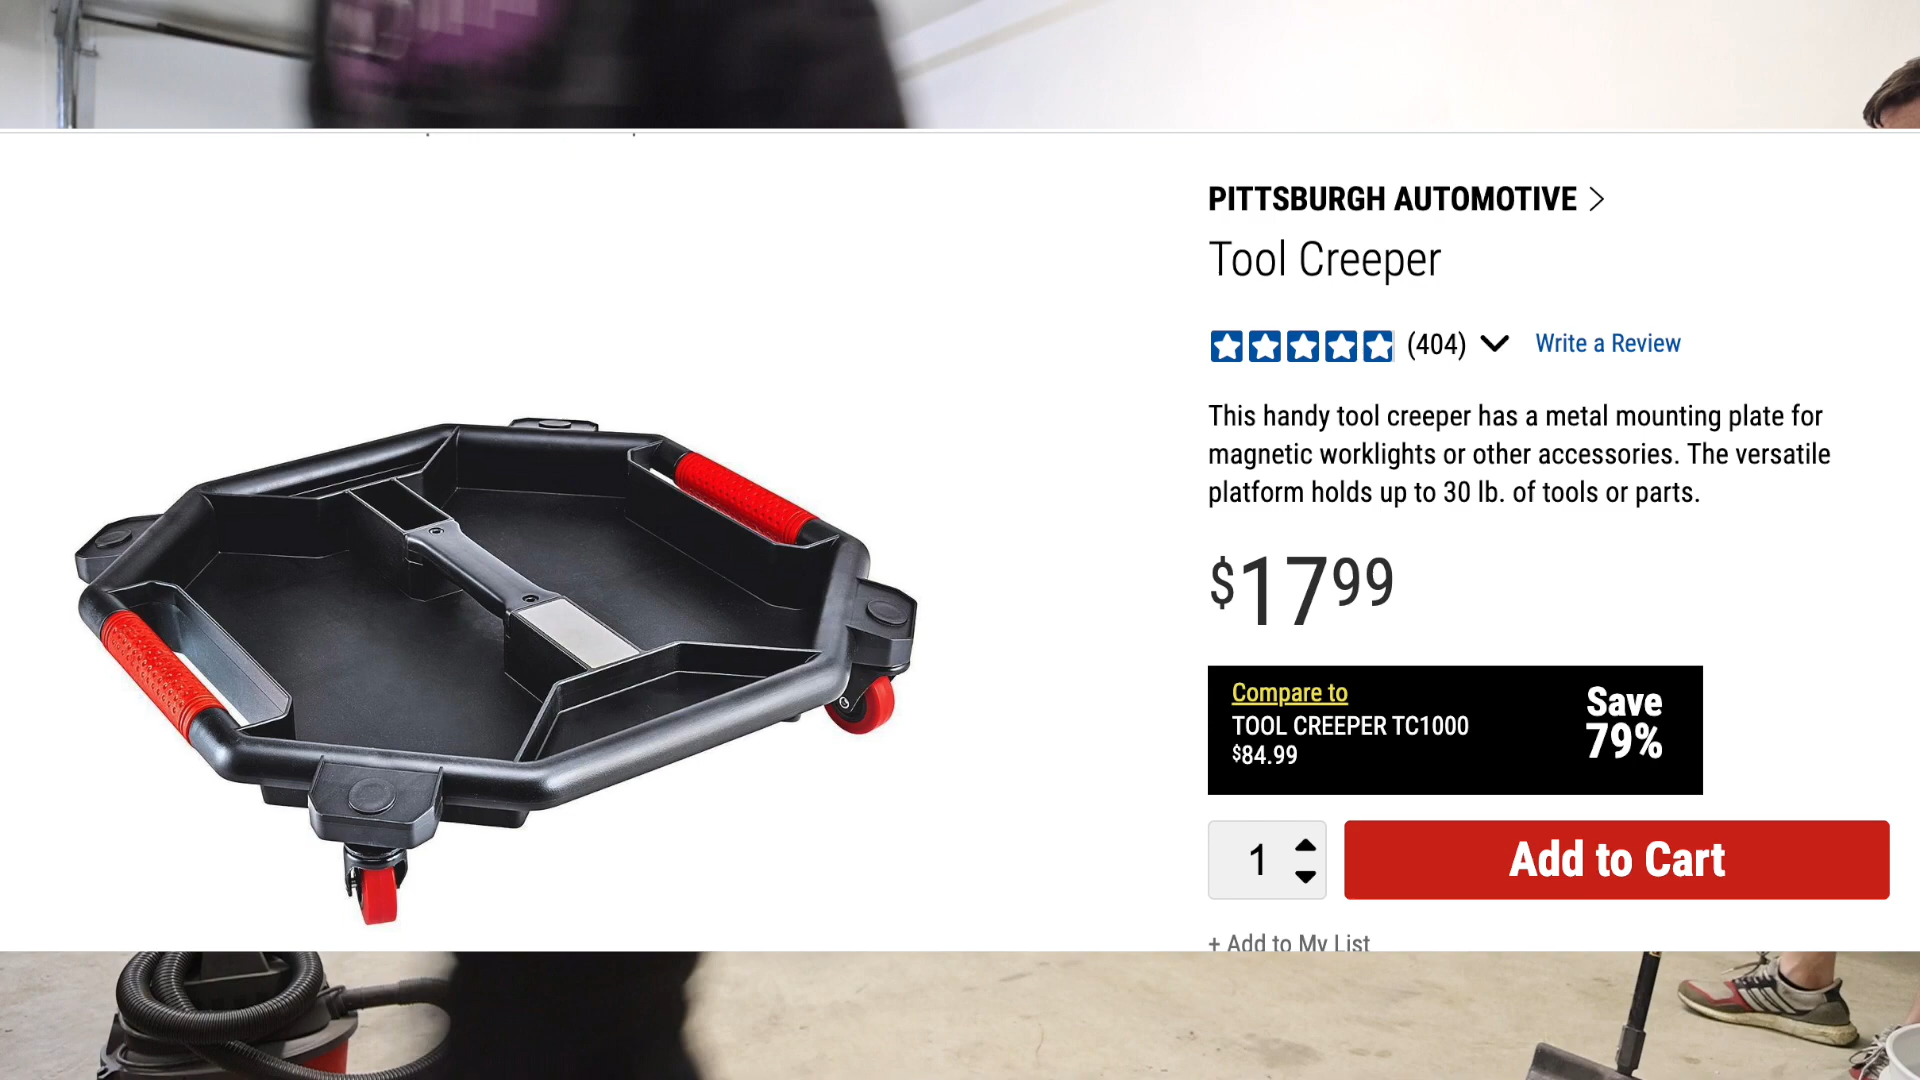 PITTSBURGH AUTOMOTIVE >
Tool Creeper
(404) Write a Review
This handy tool creeper has a metal mounting plate for
magnetic worklights or other accessories. The versatile
platform holds up to 30 lb. of tools or parts.
$1799
Compare to
TOOL CREEPER TC1000
$84.99
Save
79%
1
Add to Cart
+ Add to My List